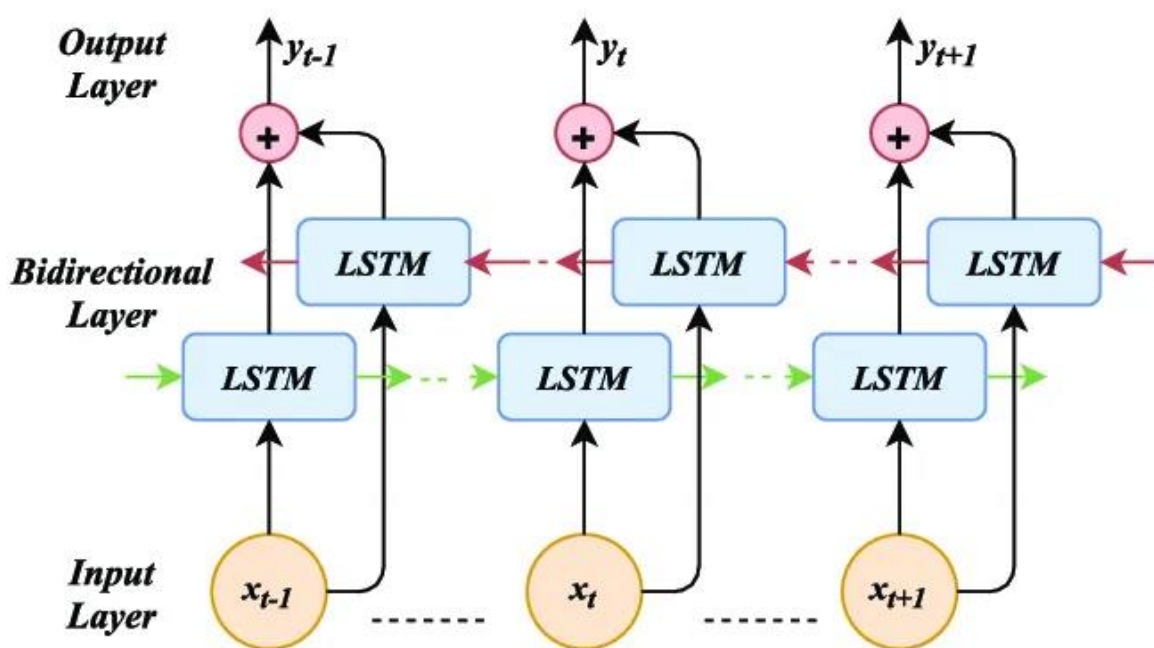 Output
Layer
y_{t-1}
y_t
y_{t+1}
+
+
+
Bidirectional
Layer
LSTM
LSTM
LSTM
LSTM
LSTM
LSTM
Input
Layer
x_{t-1}
x_t
x_{t+1}